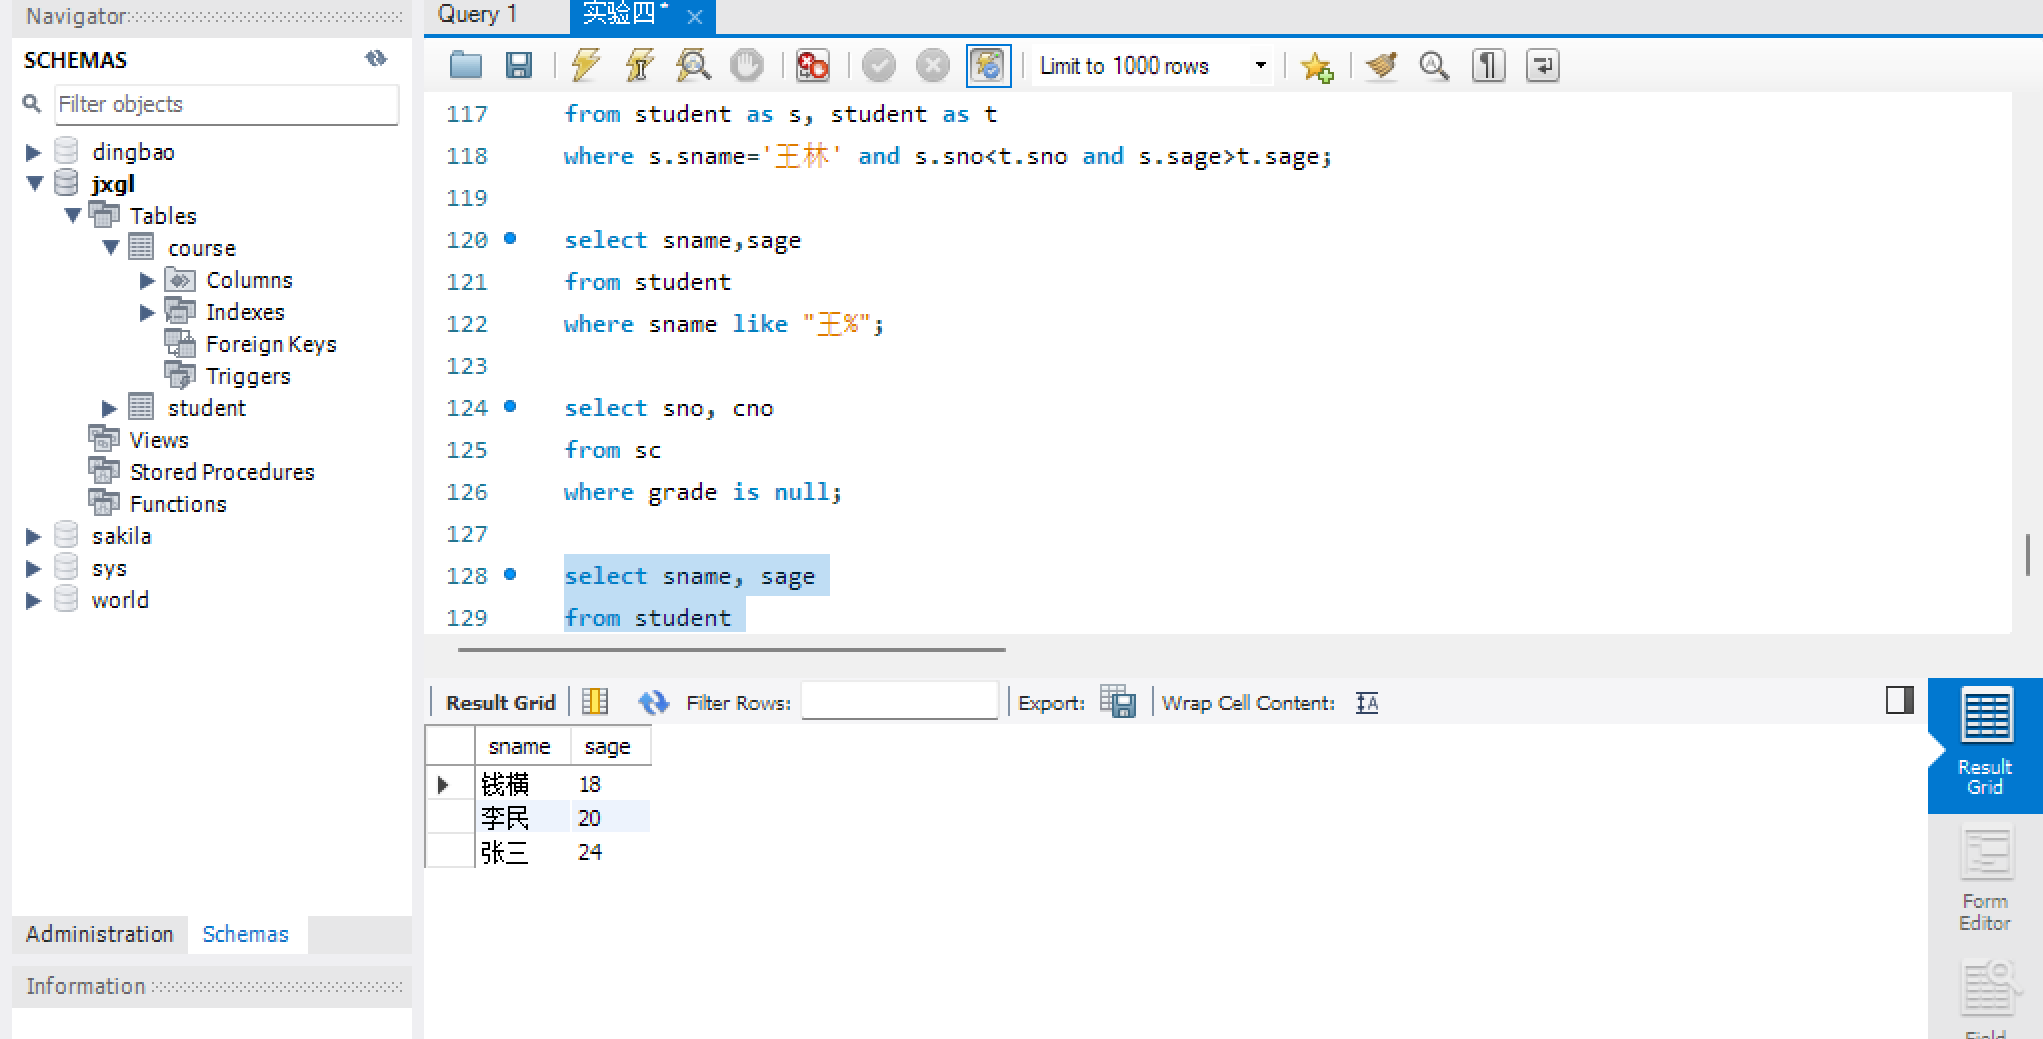 Navigator
SCHEMAS
Filter objects
dingbao
jxgl
Tables
course
Columns
Indexes
Foreign Keys
Triggers
student
Views
Stored Procedures
Functions
sakila
sys
world
Administration Schemas
Information
Query 1 实验四*
Limit to 1000 rows
117 from student as s, student as t
118 where s.sname='王林' and s.sno<t.sno and s.sage>t.sage;
119
120 select sname,sage
121 from student
122 where sname like "王%";
123
124 select sno, cno
125 from sc
126 where grade is null;
127
128 select sname, sage
129 from student
Result Grid Filter Rows: Export: Wrap Cell Content:
sname sage
钱横 18
李民 20
张三 24
Result
Grid
Form
Editor
Field